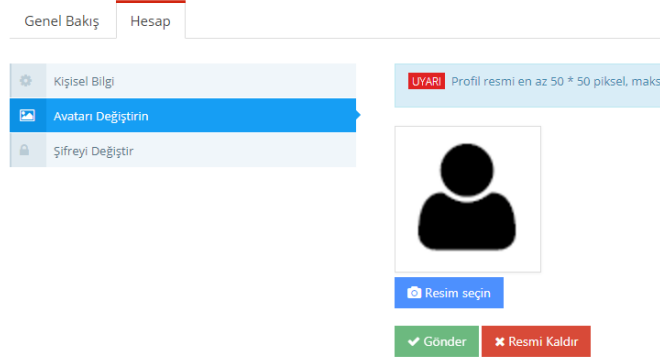 Genel Bakış
Hesap
Kişisel Bilgi
Avatarı Değiştirin
Şifreyi Değiştir
UYARI Profil resmi en az 50 * 50 piksel, maks
Resim seçin
Gönder
Resmi Kaldır